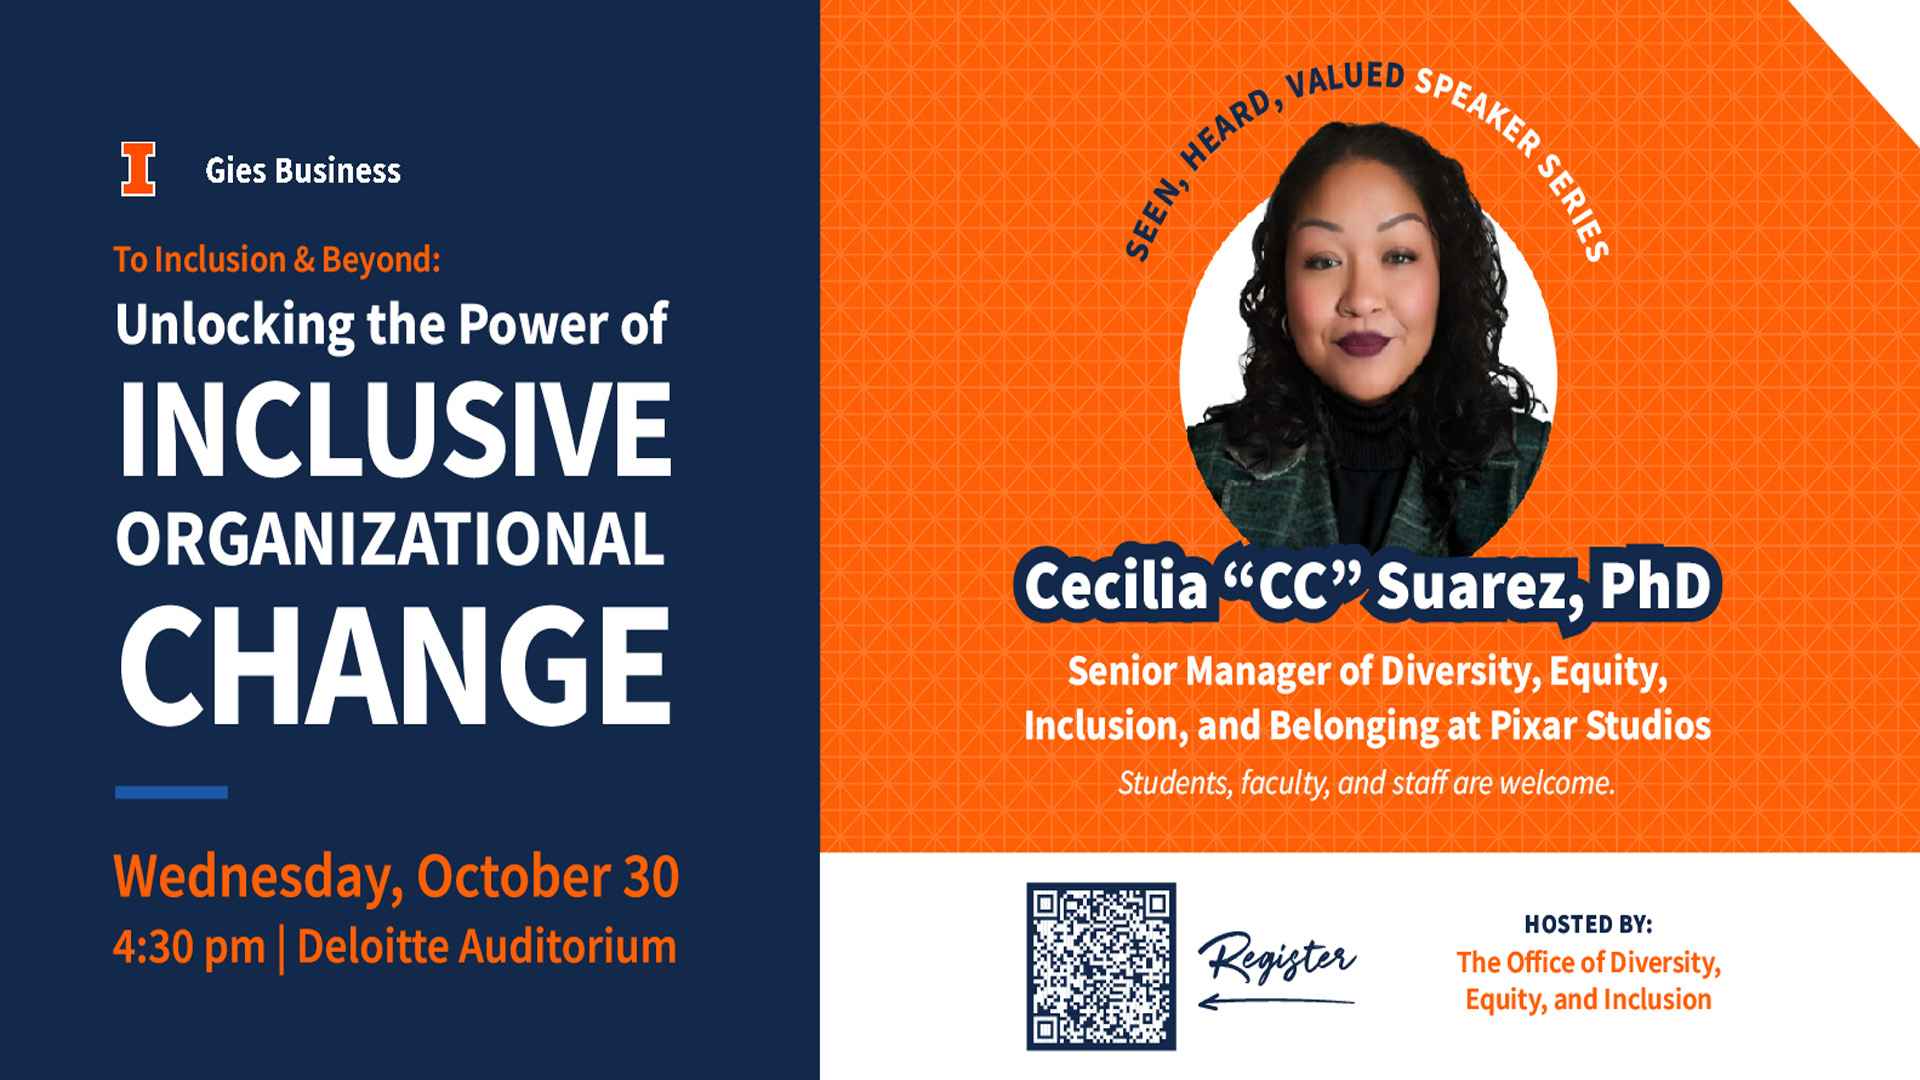 I
Gies Business
To Inclusion & Beyond:
Unlocking the Power of
INCLUSIVE
ORGANIZATIONAL
CHANGE
Wednesday, October 30
4:30 pm | Deloitte Auditorium
SEEN, HEARD, VALUED SPEAKER SERIES
Cecilia “CC” Suarez, PhD
Senior Manager of Diversity, Equity,
Inclusion, and Belonging at Pixar Studios
Students, faculty, and staff are welcome.
Register
HOSTED BY:
The Office of Diversity,
Equity, and Inclusion